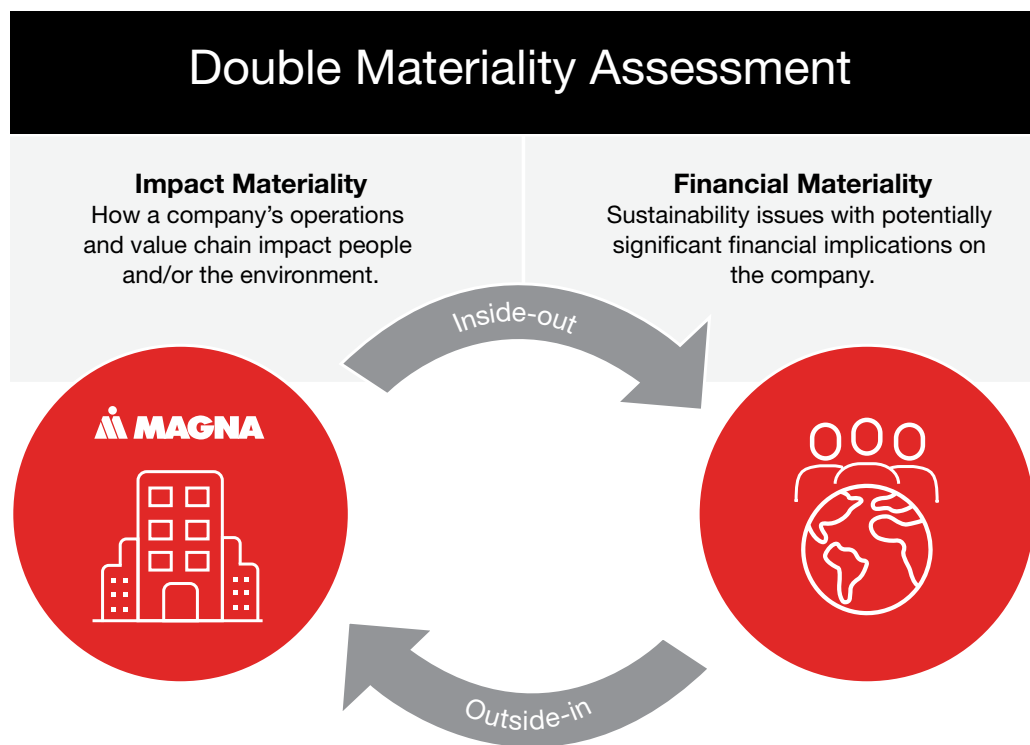 Double Materiality Assessment
Impact Materiality
How a company’s operations
and value chain impact people
and/or the environment.
Financial Materiality
Sustainability issues with potentially
significant financial implications on
the company.
Inside-out
MAGNA
Outside-in